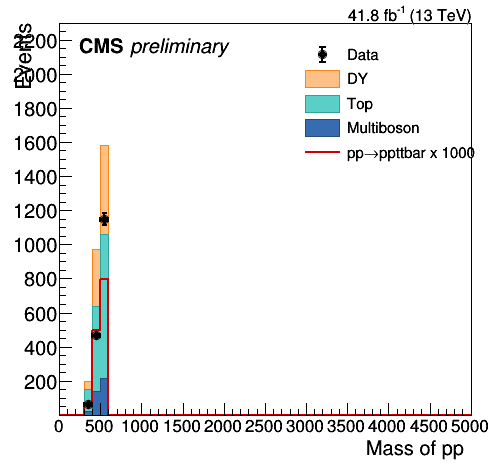 41.8 fb⁻¹ (13 TeV)
CMS preliminary
Events
2200
2000
1800
1600
1400
1200
1000
800
600
400
200
Data
DY
Top
Multiboson
pp→ppttbar x 1000
0 500 1000 1500 2000 2500 3000 3500 4000 4500 5000
Mass of pp